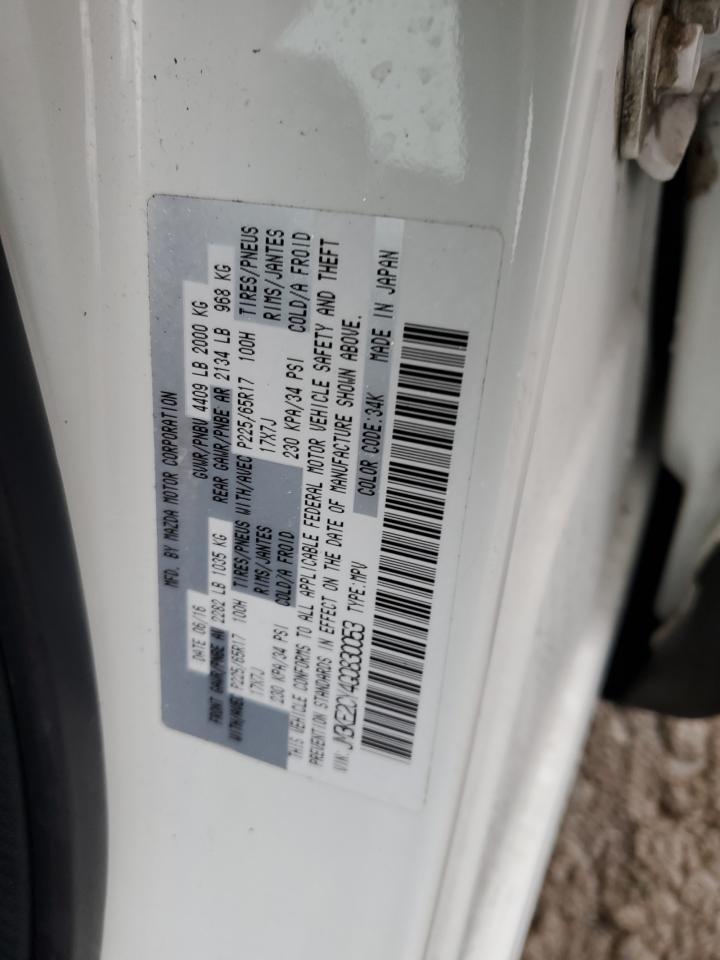 MFD. BY MAZDA MOTOR CORPORATION
DATE 06/16 GVWR/PNBV 4409 LB 2000 KG
FRONT GAWR/PNBE AV 2282 LB 1035 KG REAR GAWR/PNBE AR 2134 LB 968 KG
WITH/AVEC P225/65R17 100H TIRES/PNEUS WITH/AVEC P225/65R17 100H TIRES/PNEUS
17X7J RIMS/JANTES 17X7J RIMS/JANTES
230 KPA/34 PSI COLD/A FROID 230 KPA/34 PSI COLD/A FROID
THIS VEHICLE CONFORMS TO ALL APPLICABLE FEDERAL MOTOR VEHICLE SAFETY AND THEFT
PREVENTION STANDARDS IN EFFECT ON THE DATE OF MANUFACTURE SHOWN ABOVE.
VIN:JM3KE2CY4G0830053 TYPE:MPV COLOR CODE:34K MADE IN JAPAN